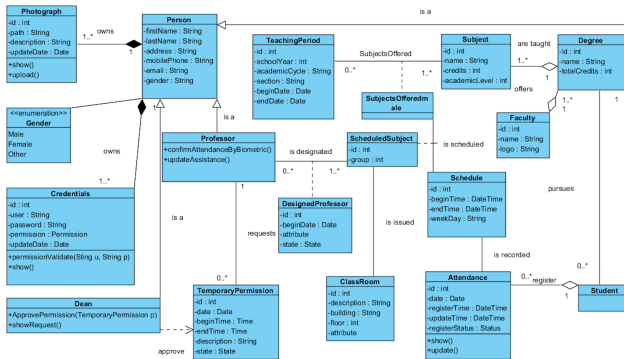 Photograph
-id : int
-path : String
-description : String
-updateDate : Date
+show()
+upload()
owns
1..*
1
Person
-firstName : String
-lastName : String
-address : String
-mobilePhone : String
-email : String
-gender : String
is a
TeachingPeriod
-id : int
-schoolYear : int
-academicCycle : String
-section : String
-beginDate : Date
-endDate : Date
SubjectsOffered
0..*
1..*
Subject
-id : int
-name : String
-credits : int
-academicLevel : int
are taught
1..*
1
offers
Degree
-id : int
-name : String
-totalCredits : int
1
1..*
1
Faculty
-id : int
-name : String
-logo : String
<<enumeration>>
Gender
Male
Female
Other
1
owns
1..*
is a
Professor
+confirmAttendanceByBiometric()
+updateAssistance()
is designated
0..*
1..*
SubjectsOfferedm
ale
ScheduledSubject
-id : int
-group : int
is scheduled
Credentials
-id : int
-user : String
-password : String
-permission : Permission
-updateDate : Date
+permissionValidate(Sting u, String p)
+show()
is a
1
requests
0..*
DesignedProfessor
-id : int
-beginDate : Date
-attribute
-state : State
is issued
Schedule
-id : int
-beginTime : DateTime
-endTime : DateTime
-weekDay : String
pursues
is recorded
Dean
+ApprovePermission(TemporaryPermission p)
+showRequest()
approve
TemporaryPermission
-id : int
-date : Date
-beginTime : Time
-endTime : Time
-description : String
-state : State
ClassRoom
-id : int
-description : String
-building : String
-floor : int
-attribute
Attendance
-id : int
-date : Date
-registerTime : DateTime
-updateTime : DateTime
-registerStatus : Status
+show()
+update()
0..*
register
1
0..*
Student